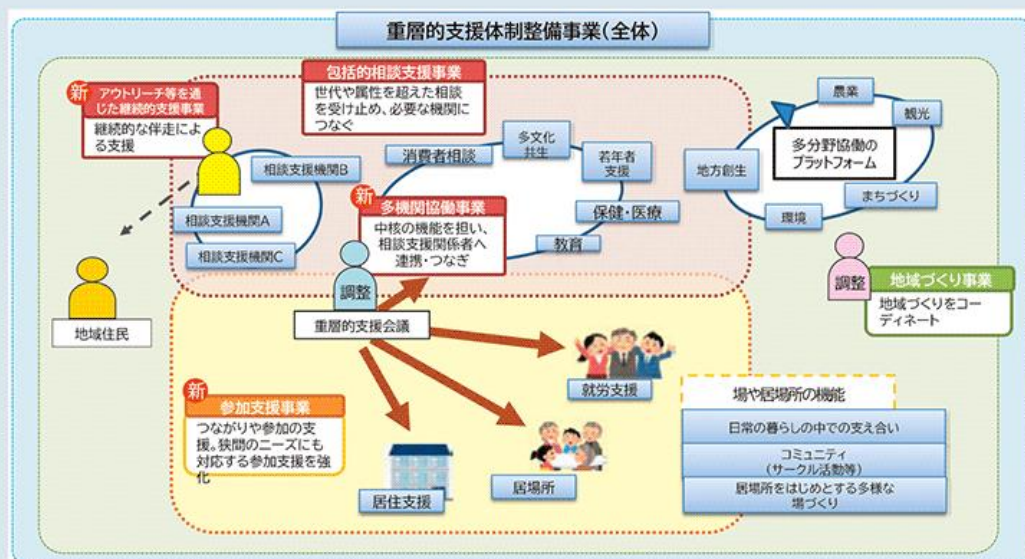 重層的支援体制整備事業(全体)
新
アウトリーチ等を通
じた継続的支援事業
継続的な伴走によ
る支援
包括的相談支援事業
世代や属性を超えた相談
を受け止め、必要な機関に
つなぐ
相談支援機関B
相談支援機関A
相談支援機関C
消費者相談
多文化
共生
若年者
支援
保健・医療
教育
新
多機関協働事業
中核の機能を担い、
相談支援関係者へ
連携・つなぎ
農業
観光
地方創生
多分野協働の
プラットフォーム
まちづくり
環境
調整
重層的支援会議
調整
地域づくり事業
地域づくりをコー
ディネート
地域住民
新
参加支援事業
つながりや参加の支
援。狭間のニーズにも
対応する参加支援を強
化
就労支援
居場所
居住支援
場や居場所の機能
日常の暮らしの中での支え合い
コミュニティ
(サークル活動等)
居場所をはじめとする多様な
場づくり